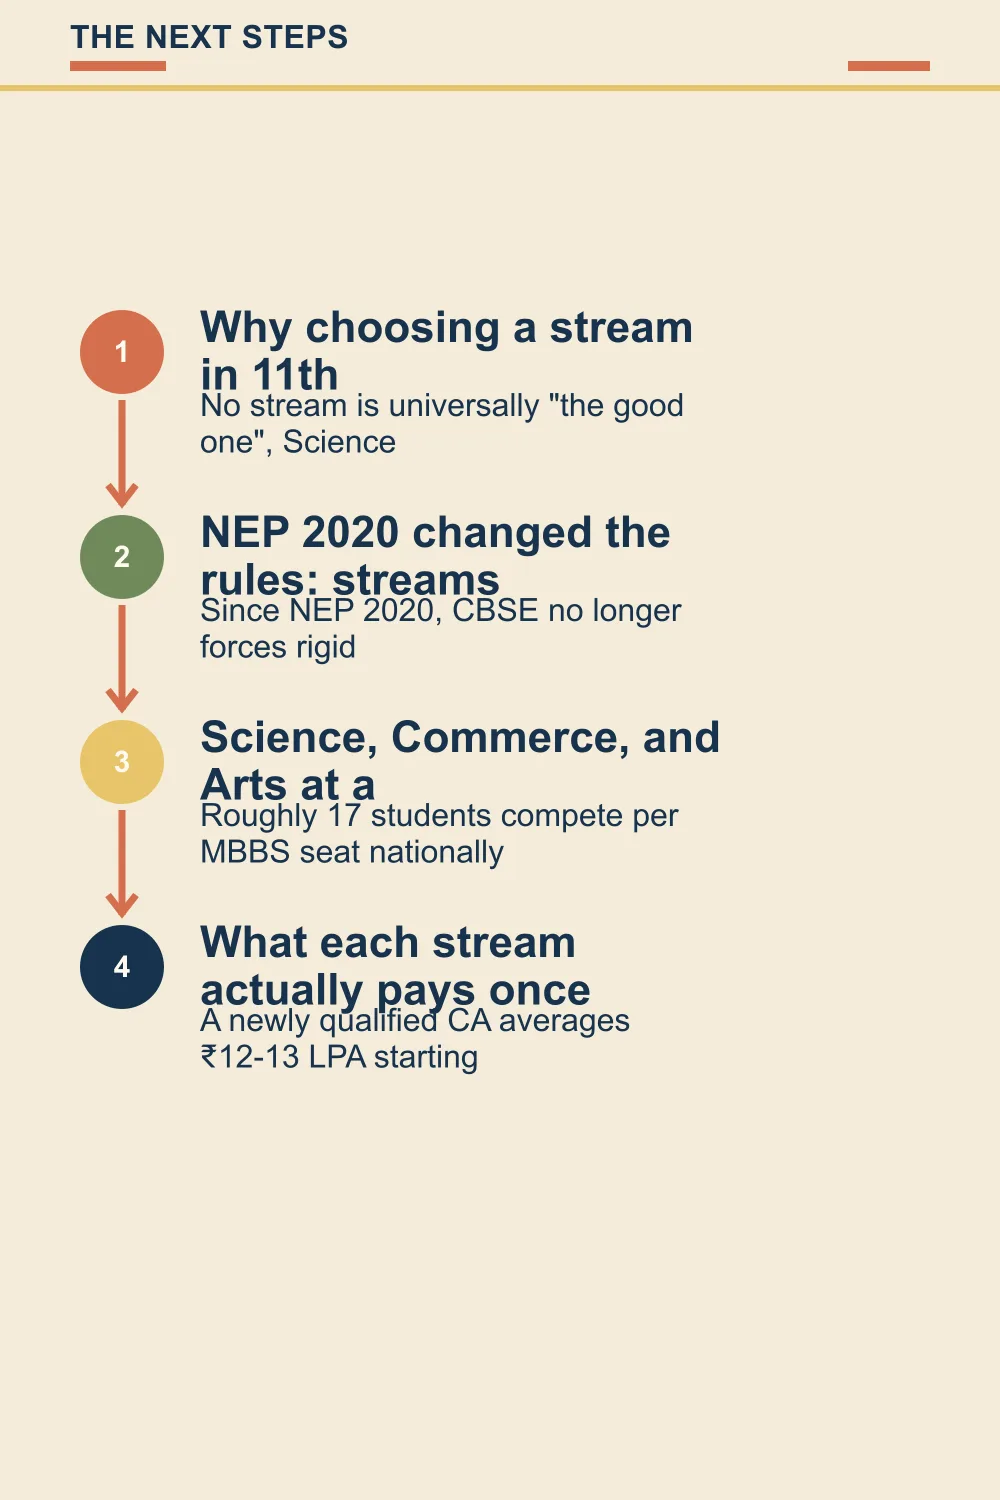 THE NEXT STEPS
1
Why choosing a stream
in 11th
No stream is universally "the good
one", Science
2
NEP 2020 changed the
rules: streams
Since NEP 2020, CBSE no longer
forces rigid
3
Science, Commerce, and
Arts at a
Roughly 17 students compete per
MBBS seat nationally
4
What each stream
actually pays once
A newly qualified CA averages
₹12-13 LPA starting